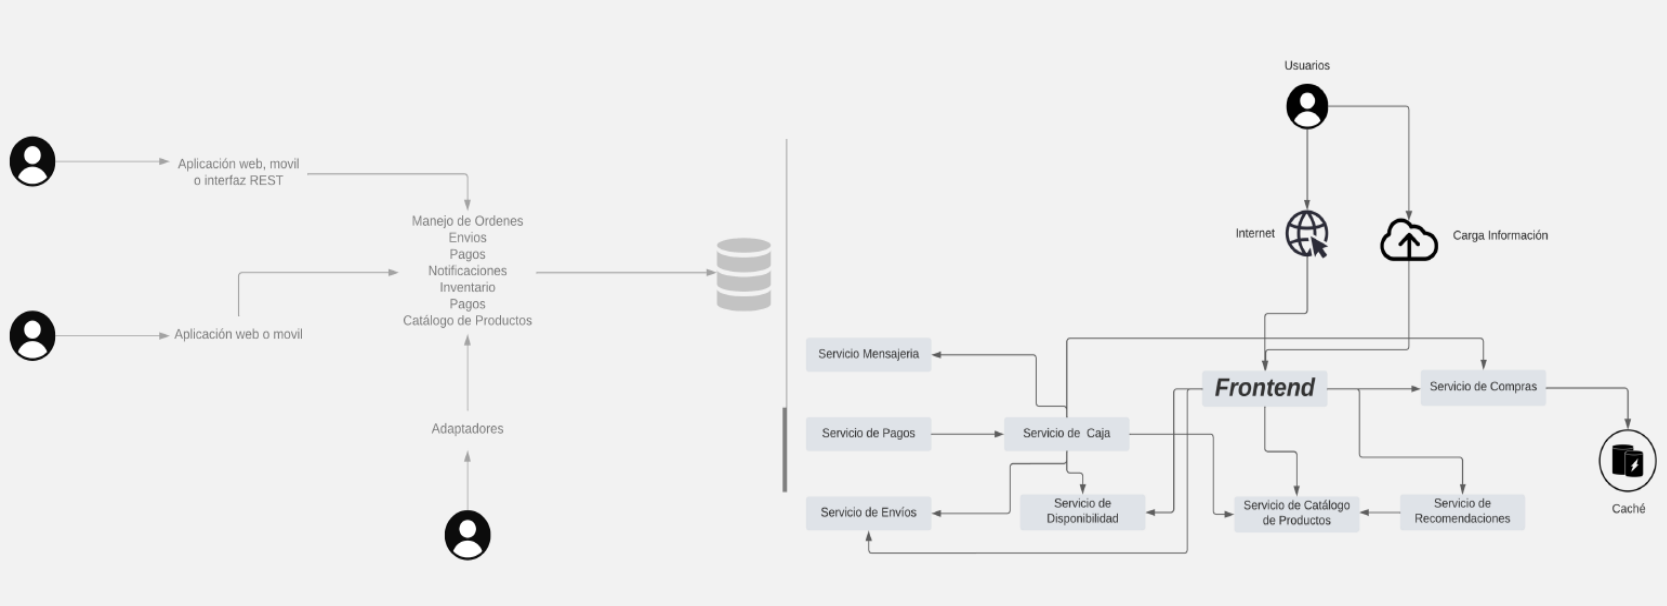 Aplicación web, movil
o interfaz REST
Manejo de Ordenes
Envios
Pagos
Notificaciones
Inventario
Pagos
Catálogo de Productos
Aplicación web o movil
Adaptadores
Usuarios
Internet
Carga Información
Servicio Mensajeria
Frontend
Servicio de Compras
Servicio de Pagos
Servicio de Caja
Servicio de Envíos
Servicio de
Disponibilidad
Servicio de Catálogo
de Productos
Servicio de
Recomendaciones
Caché